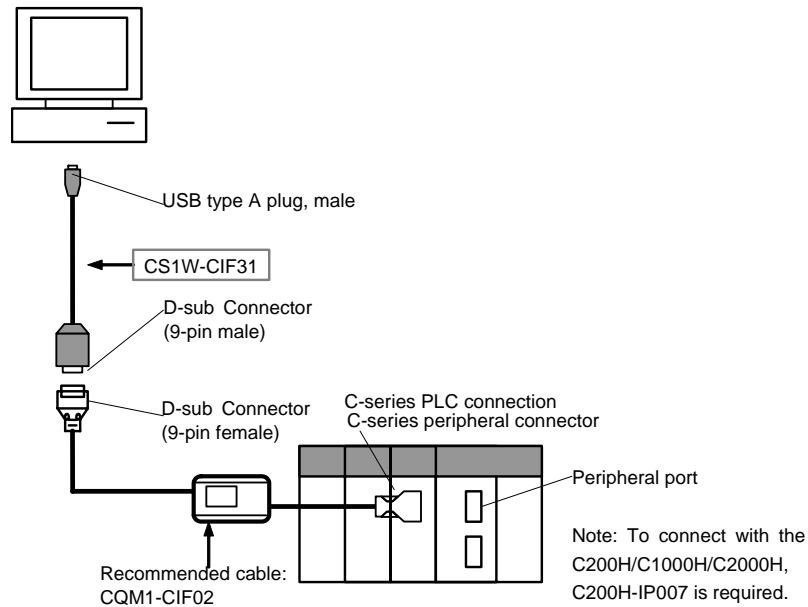 USB type A plug, male
CS1W-CIF31
D-sub Connector
(9-pin male)
D-sub Connector
(9-pin female)
C-series PLC connection
C-series peripheral connector
Peripheral port
Note: To connect with the
C200H/C1000H/C2000H,
C200H-IP007 is required.
Recommended cable:
CQM1-CIF02